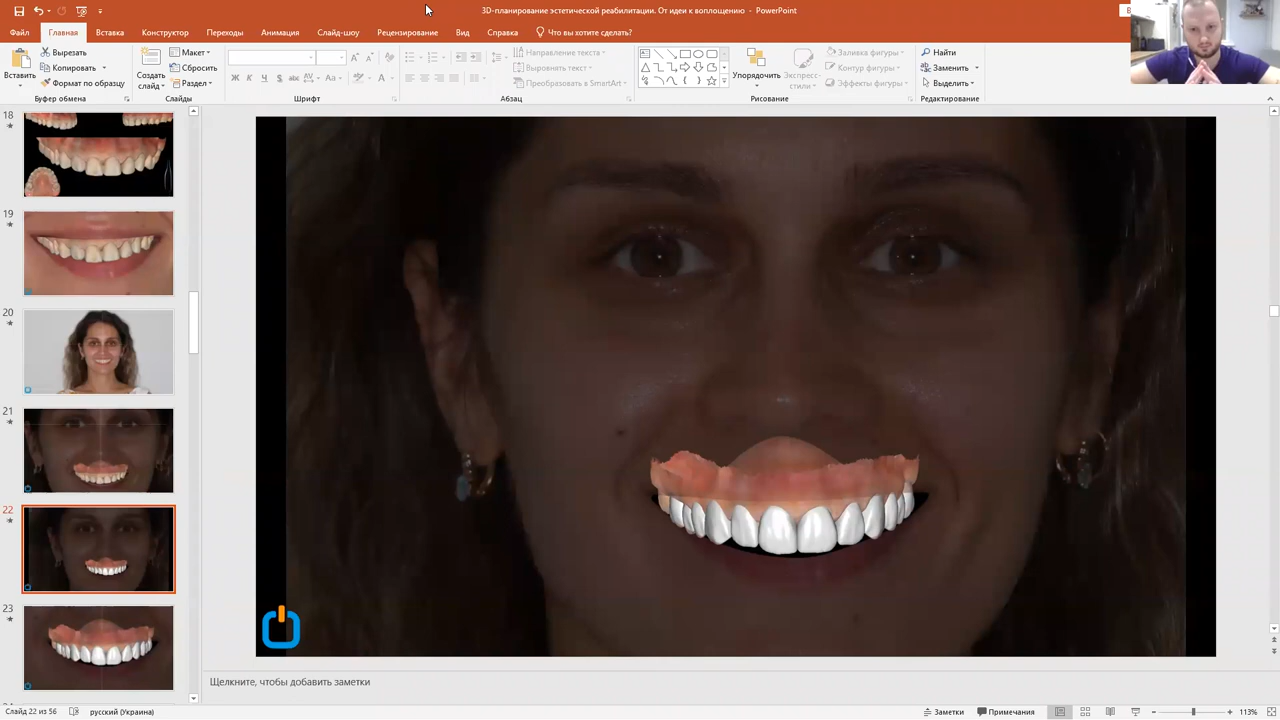 3D-планирование эстетической реабилитации. От идеи к воплощению - PowerPoint
Файл Главная Вставка Конструктор Переходы Анимация Слайд-шоу Рецензирование Вид Справка Что вы хотите сделать?
Вставить
Вырезать
Копировать
Формат по образцу
Буфер обмена
Создать слайд
Макет
Сбросить
Раздел
Слайды
Ж К Ч S abc AV Aa А
Шрифт
Направление текста
Выровнять текст
Преобразовать в SmartArt
Абзац
Упорядочить
Экспресс-стили
Заливка фигуры
Контур фигуры
Эффекты фигуры
Рисование
Найти
Заменить
Выделить
Редактирование
18
19
20
21
22
23
Щелкните, чтобы добавить заметки
Слайд 22 из 56 русский (Украина) Заметки Примечания 113%